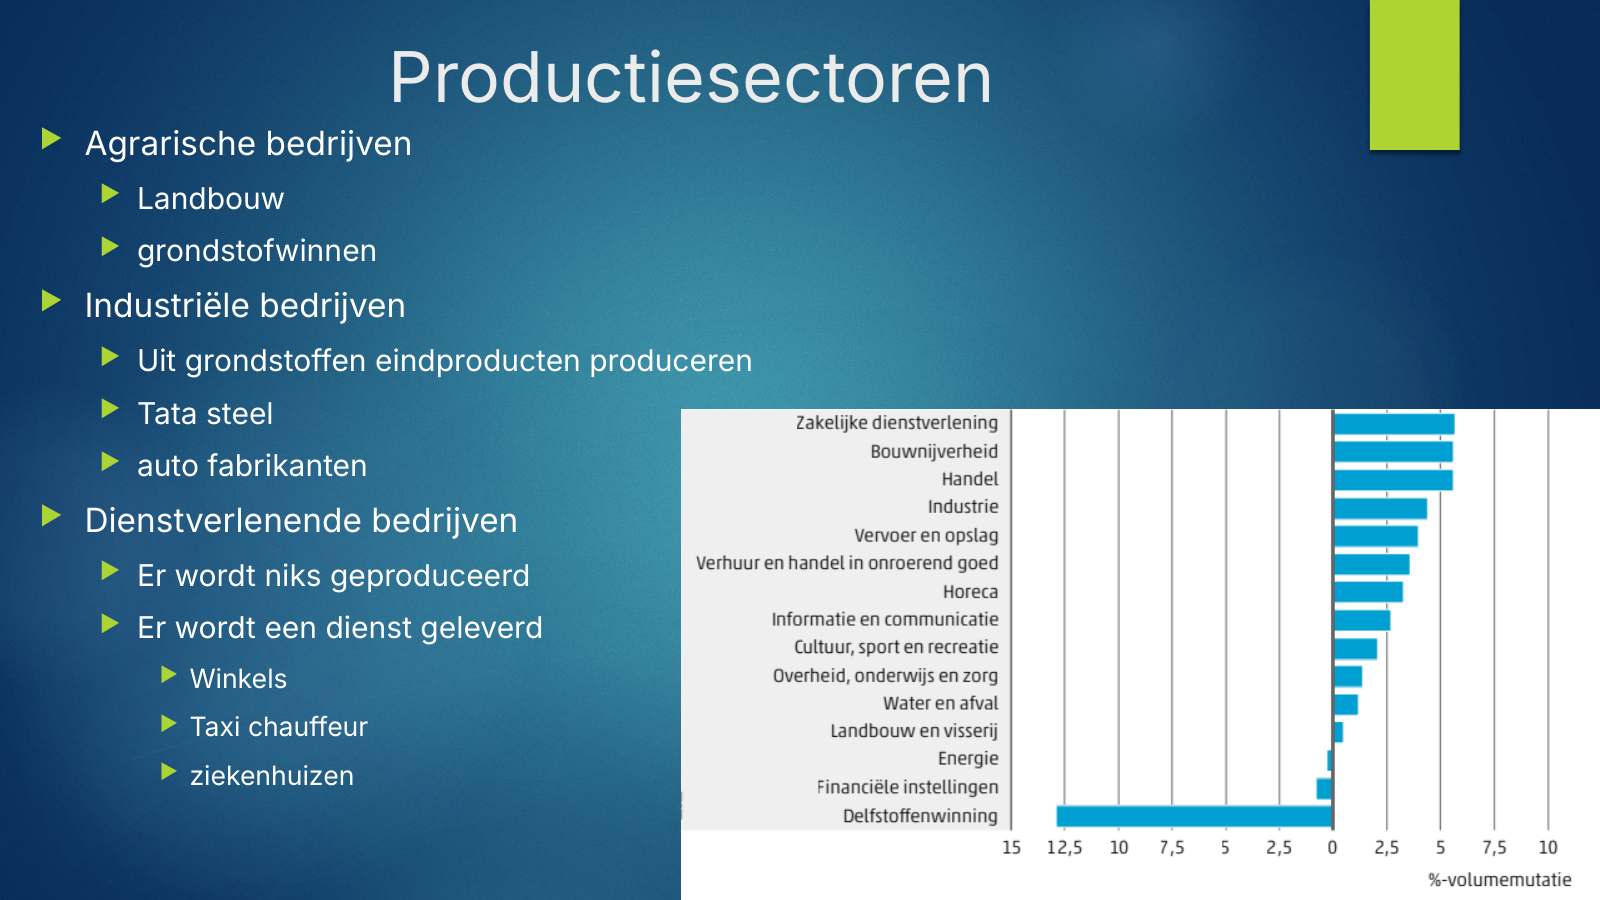 Productiesectoren
Agrarische bedrijven
Landbouw
grondstofwinnen
Industriële bedrijven
Uit grondstoffen eindproducten produceren
Tata steel
auto fabrikanten
Dienstverlenende bedrijven
Er wordt niks geproduceerd
Er wordt een dienst geleverd
Winkels
Taxi chauffeur
ziekenhuizen
Zakelijke dienstverlening
Bouwnijverheid
Handel
Industrie
Vervoer en opslag
Verhuur en handel in onroerend goed
Horeca
Informatie en communicatie
Cultuur, sport en recreatie
Overheid, onderwijs en zorg
Water en afval
Landbouw en visserij
Energie
Financiële instellingen
Delfstoffenwinning
15 12,5 10 7,5 5 2,5 0 2,5 5 7,5 10
%-volumemutatie